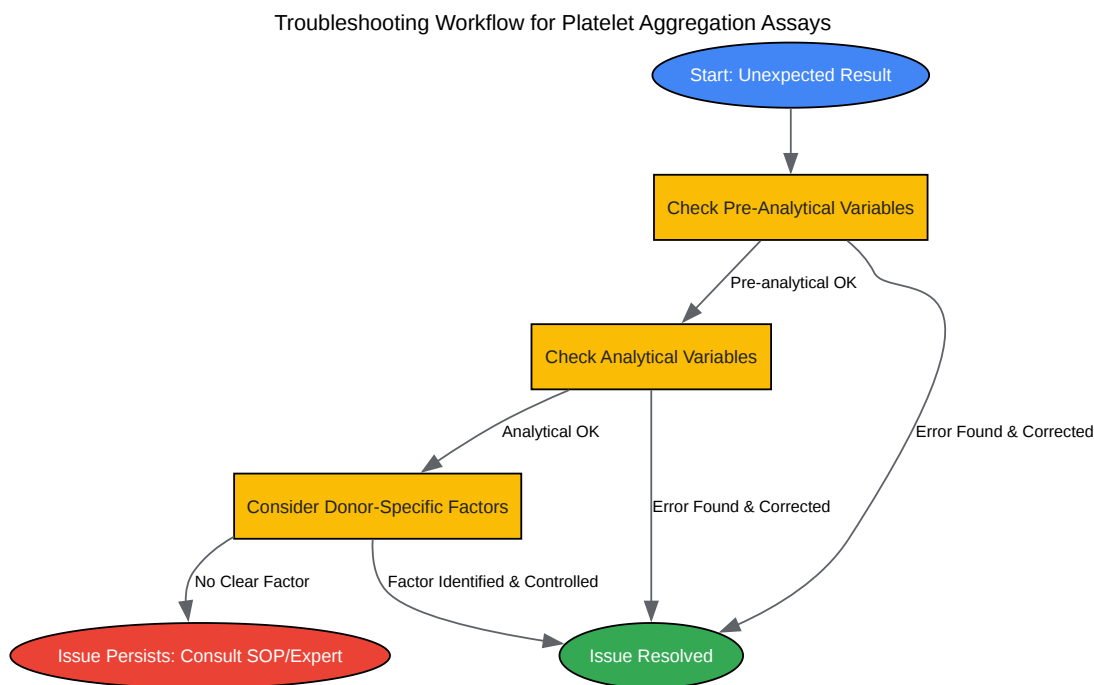 Troubleshooting Workflow for Platelet Aggregation Assays
Start: Unexpected Result
Check Pre-Analytical Variables
Pre-analytical OK
Check Analytical Variables
Analytical OK
Error Found & Corrected
Consider Donor-Specific Factors
Error Found & Corrected
No Clear Factor
Factor Identified & Controlled
Issue Persists: Consult SOP/Expert
Issue Resolved